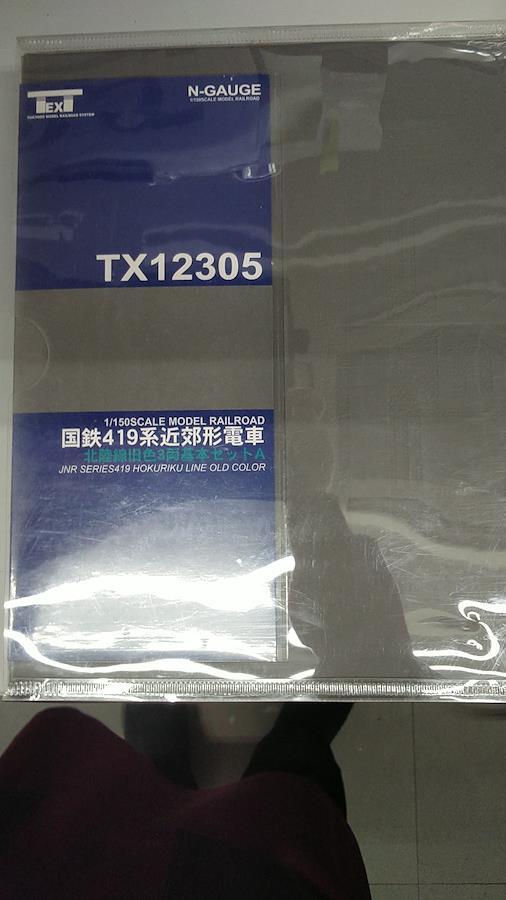 TEXT
TOKYODO MODEL RAILROAD SYSTEM
N-GAUGE
1/150SCALE MODEL RAILROAD
TX12305
1/150SCALE MODEL RAILROAD
国鉄419系近郊形電車
北陸線旧色3両基本セットA
JNR SERIES419 HOKURIKU LINE OLD COLOR